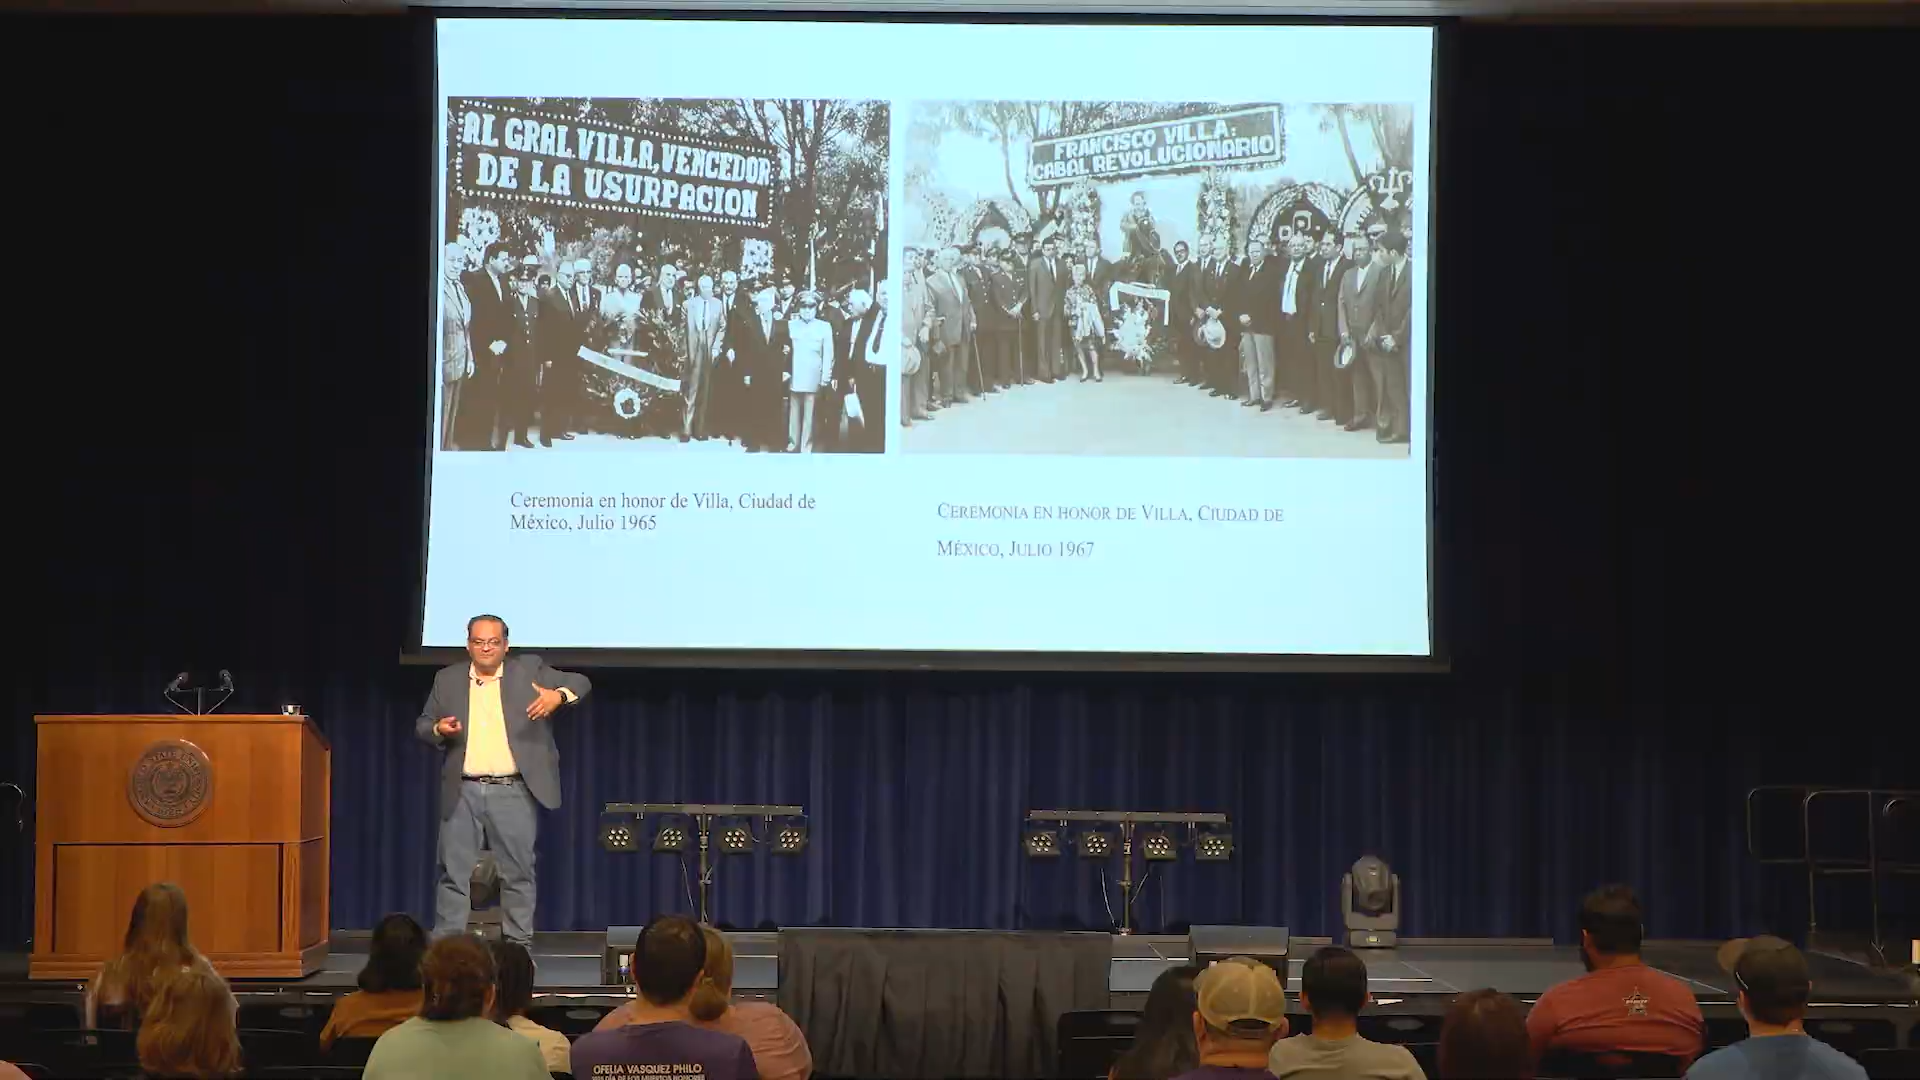 AL GRAL. VILLA, VENCEDOR
DE LA USURPACION
FRANCISCO VILLA:
CABAL REVOLUCIONARIO
Ceremonia en honor de Villa, Ciudad de
México, Julio 1965
CEREMONIA EN HONOR DE VILLA, CIUDAD DE
MÉXICO, JULIO 1967
OFELIA VASQUEZ PHILO